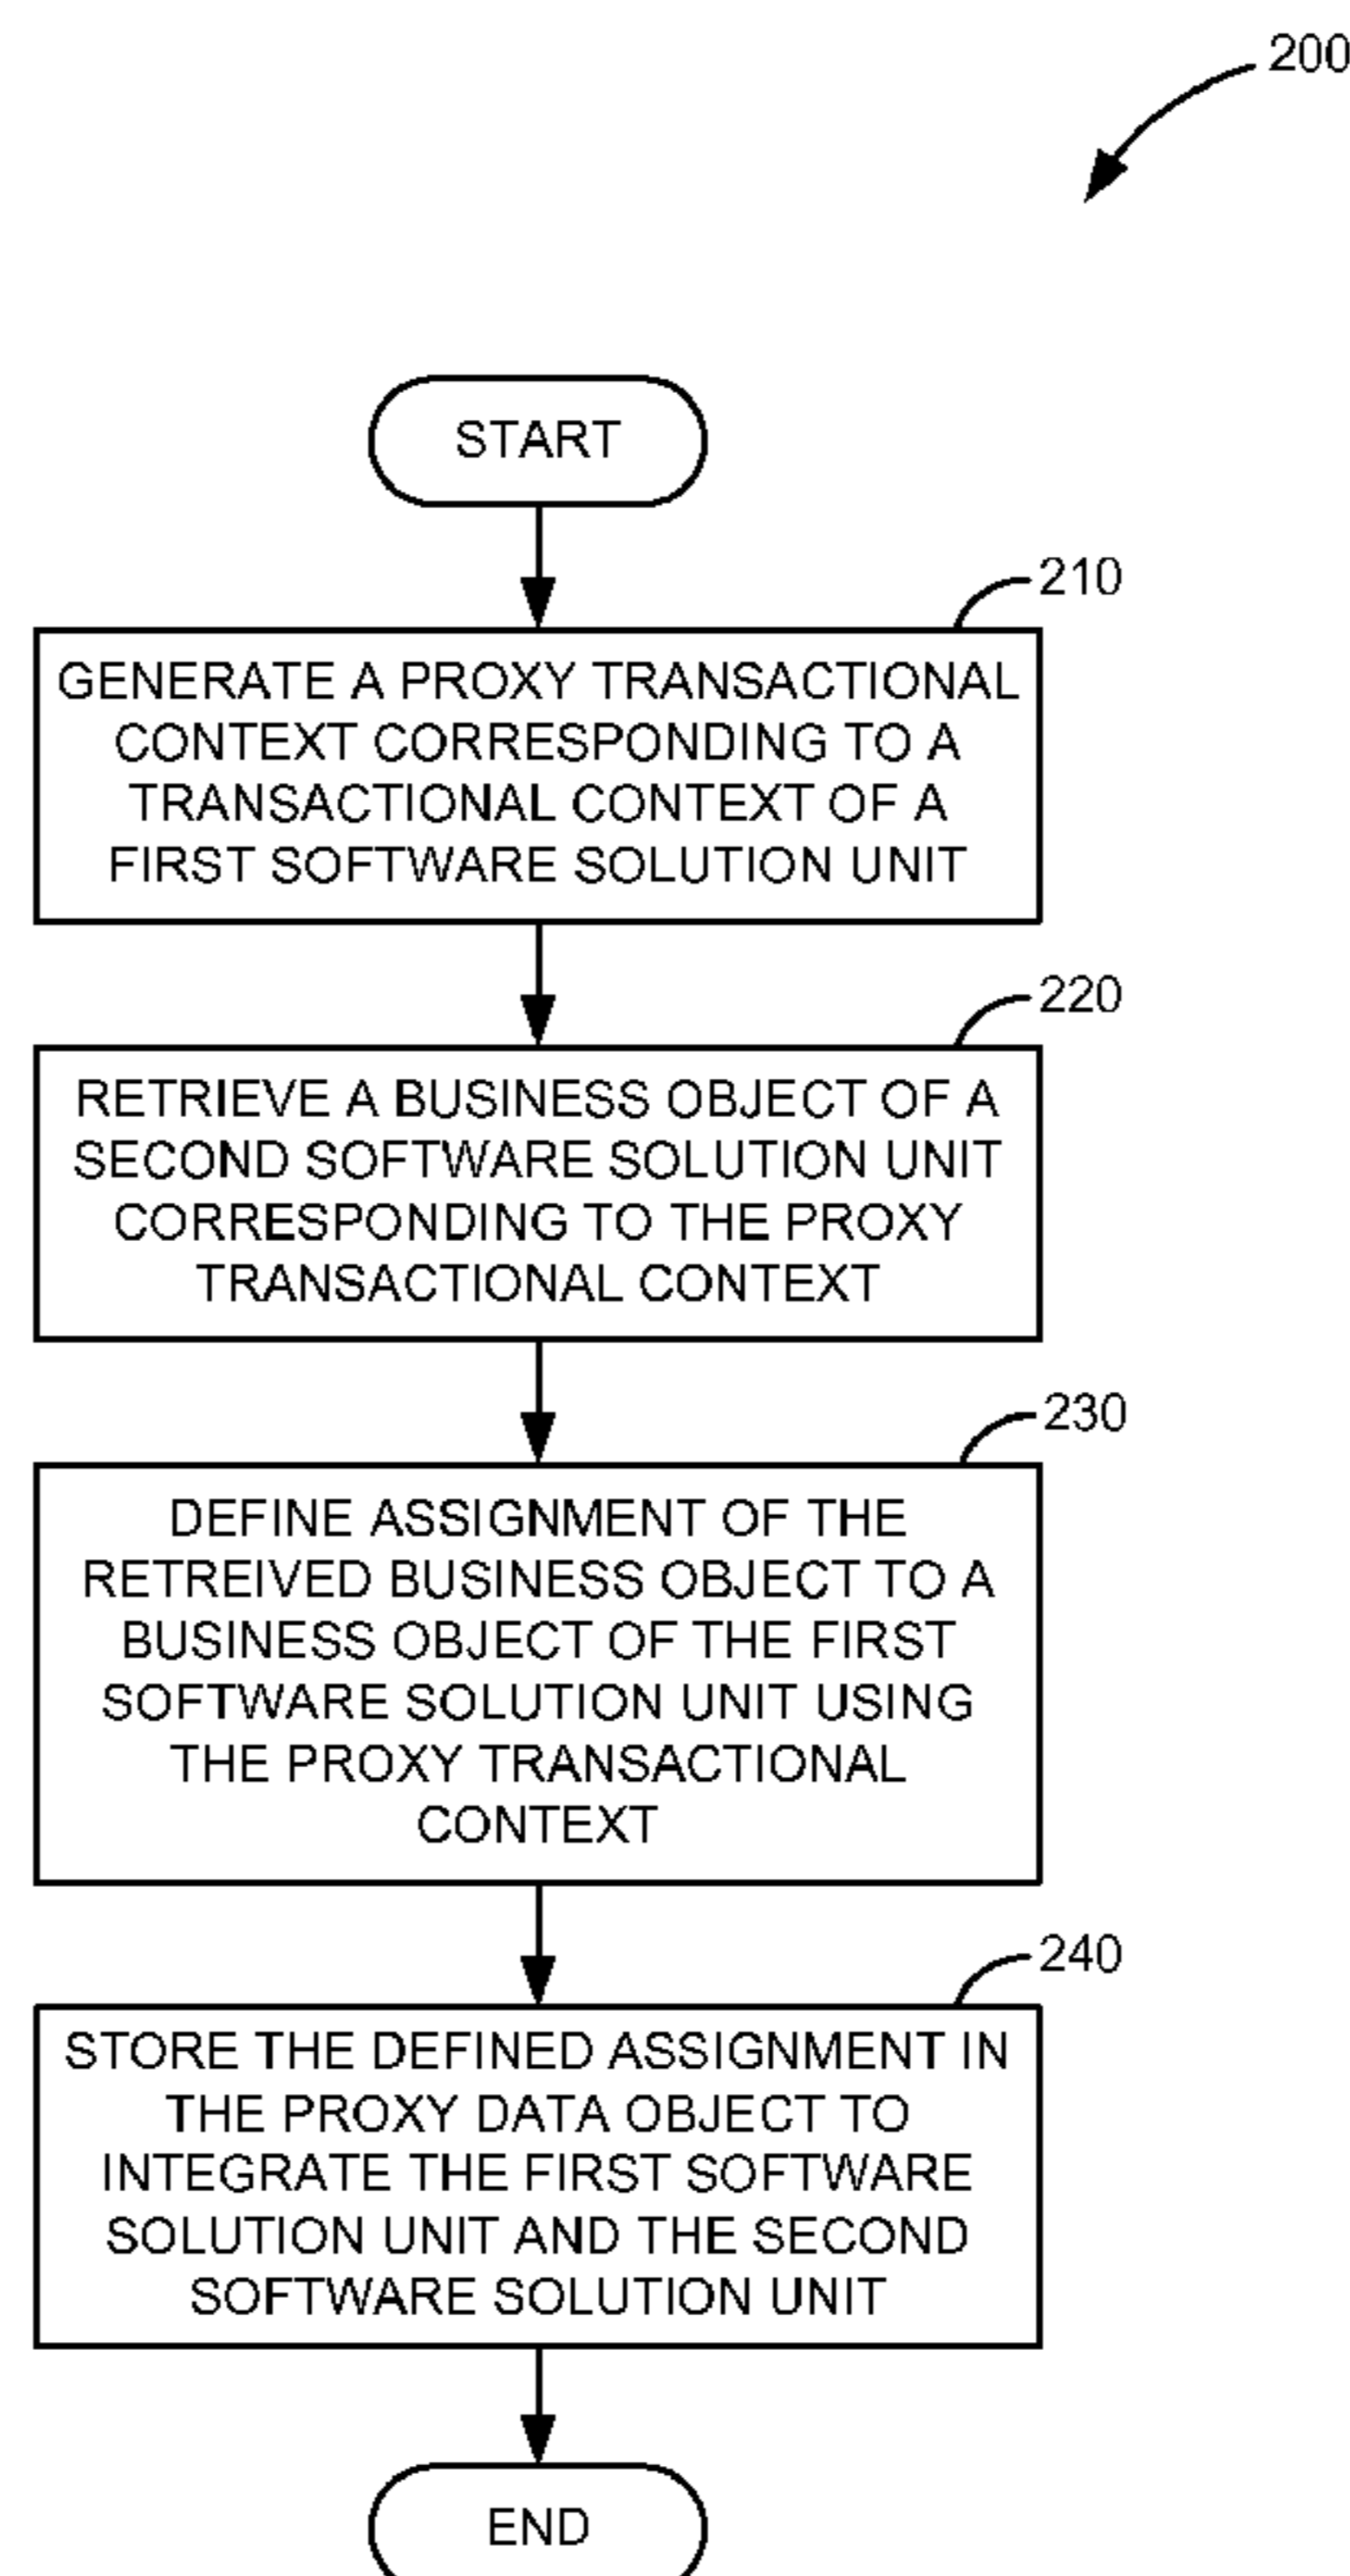 200
START
210
GENERATE A PROXY TRANSACTIONAL
CONTEXT CORRESPONDING TO A
TRANSACTIONAL CONTEXT OF A
FIRST SOFTWARE SOLUTION UNIT
220
RETRIEVE A BUSINESS OBJECT OF A
SECOND SOFTWARE SOLUTION UNIT
CORRESPONDING TO THE PROXY
TRANSACTIONAL CONTEXT
230
DEFINE ASSIGNMENT OF THE
RETREIVED BUSINESS OBJECT TO A
BUSINESS OBJECT OF THE FIRST
SOFTWARE SOLUTION UNIT USING
THE PROXY TRANSACTIONAL
CONTEXT
240
STORE THE DEFINED ASSIGNMENT IN
THE PROXY DATA OBJECT TO
INTEGRATE THE FIRST SOFTWARE
SOLUTION UNIT AND THE SECOND
SOFTWARE SOLUTION UNIT
END